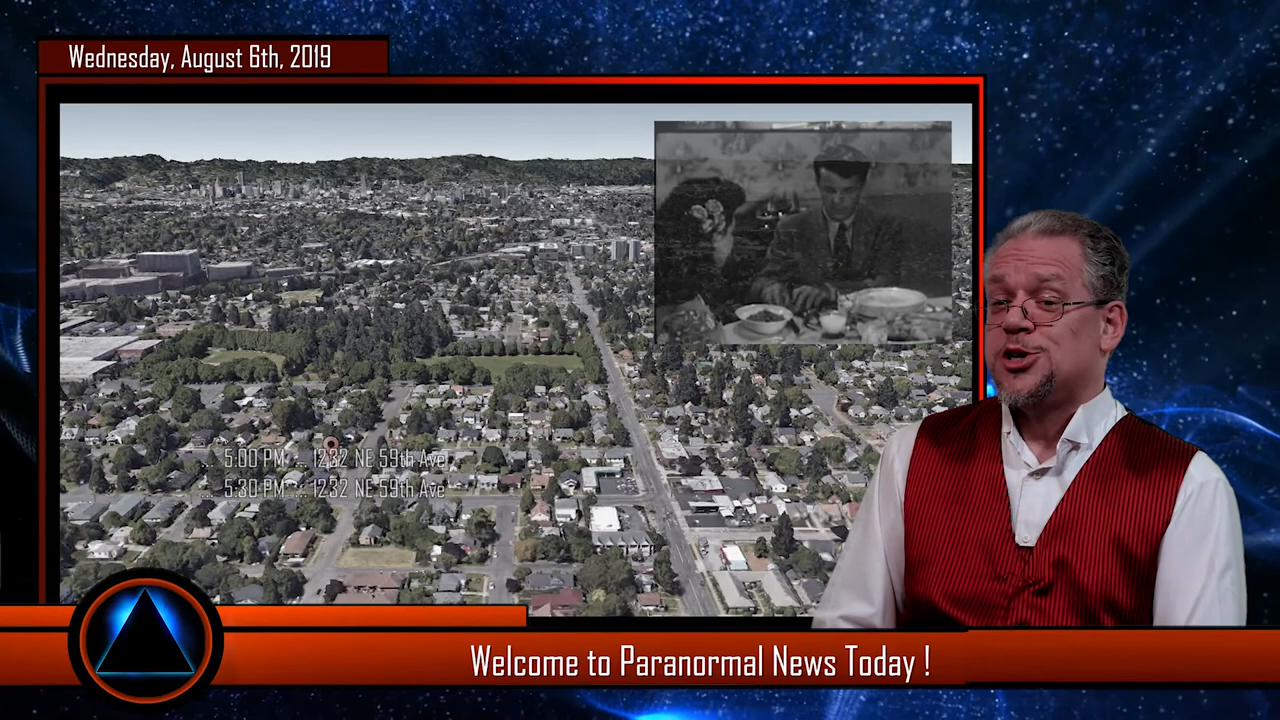 Wednesday, August 6th, 2019
... 5:00 PM ... 1232 NE 59th Ave
... 5:30 PM ... 1232 NE 59th Ave
Welcome to Paranormal News Today !